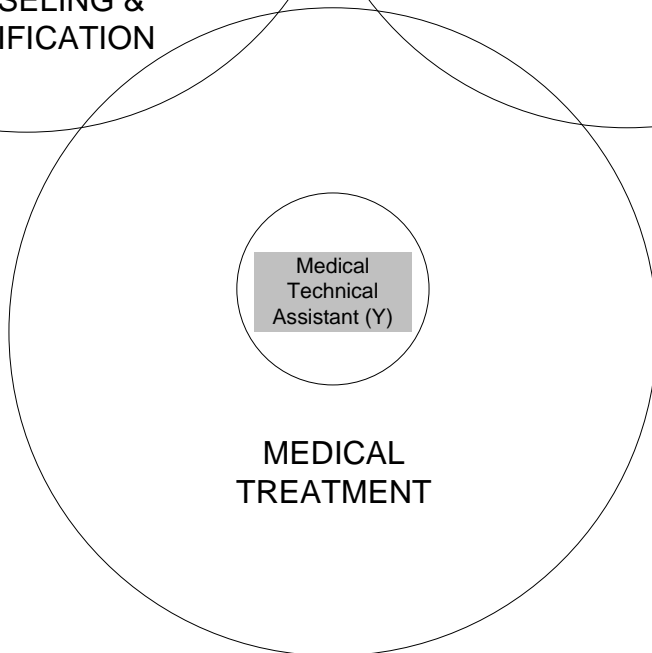 SELING &
IFICATION
Medical
Technical
Assistant (Y)
MEDICAL
TREATMENT